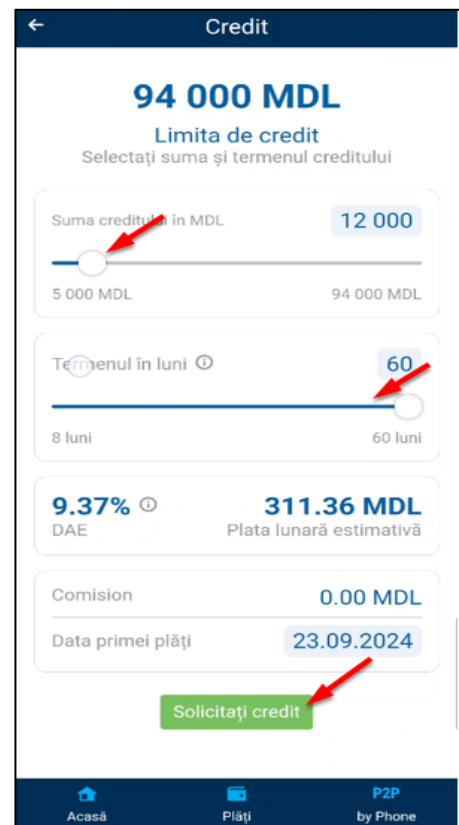 Credit
94 000 MDL
Limita de credit
Selectați suma și termenul creditului
Suma creditului în MDL 12 000
5 000 MDL 94 000 MDL
Termenul în luni 60
8 luni 60 luni
9.37% 311.36 MDL
DAE Plata lunară estimativă
Comision 0.00 MDL
Data primei plăți 23.09.2024
Solicitați credit
P2P
Acasă Plăți by Phone